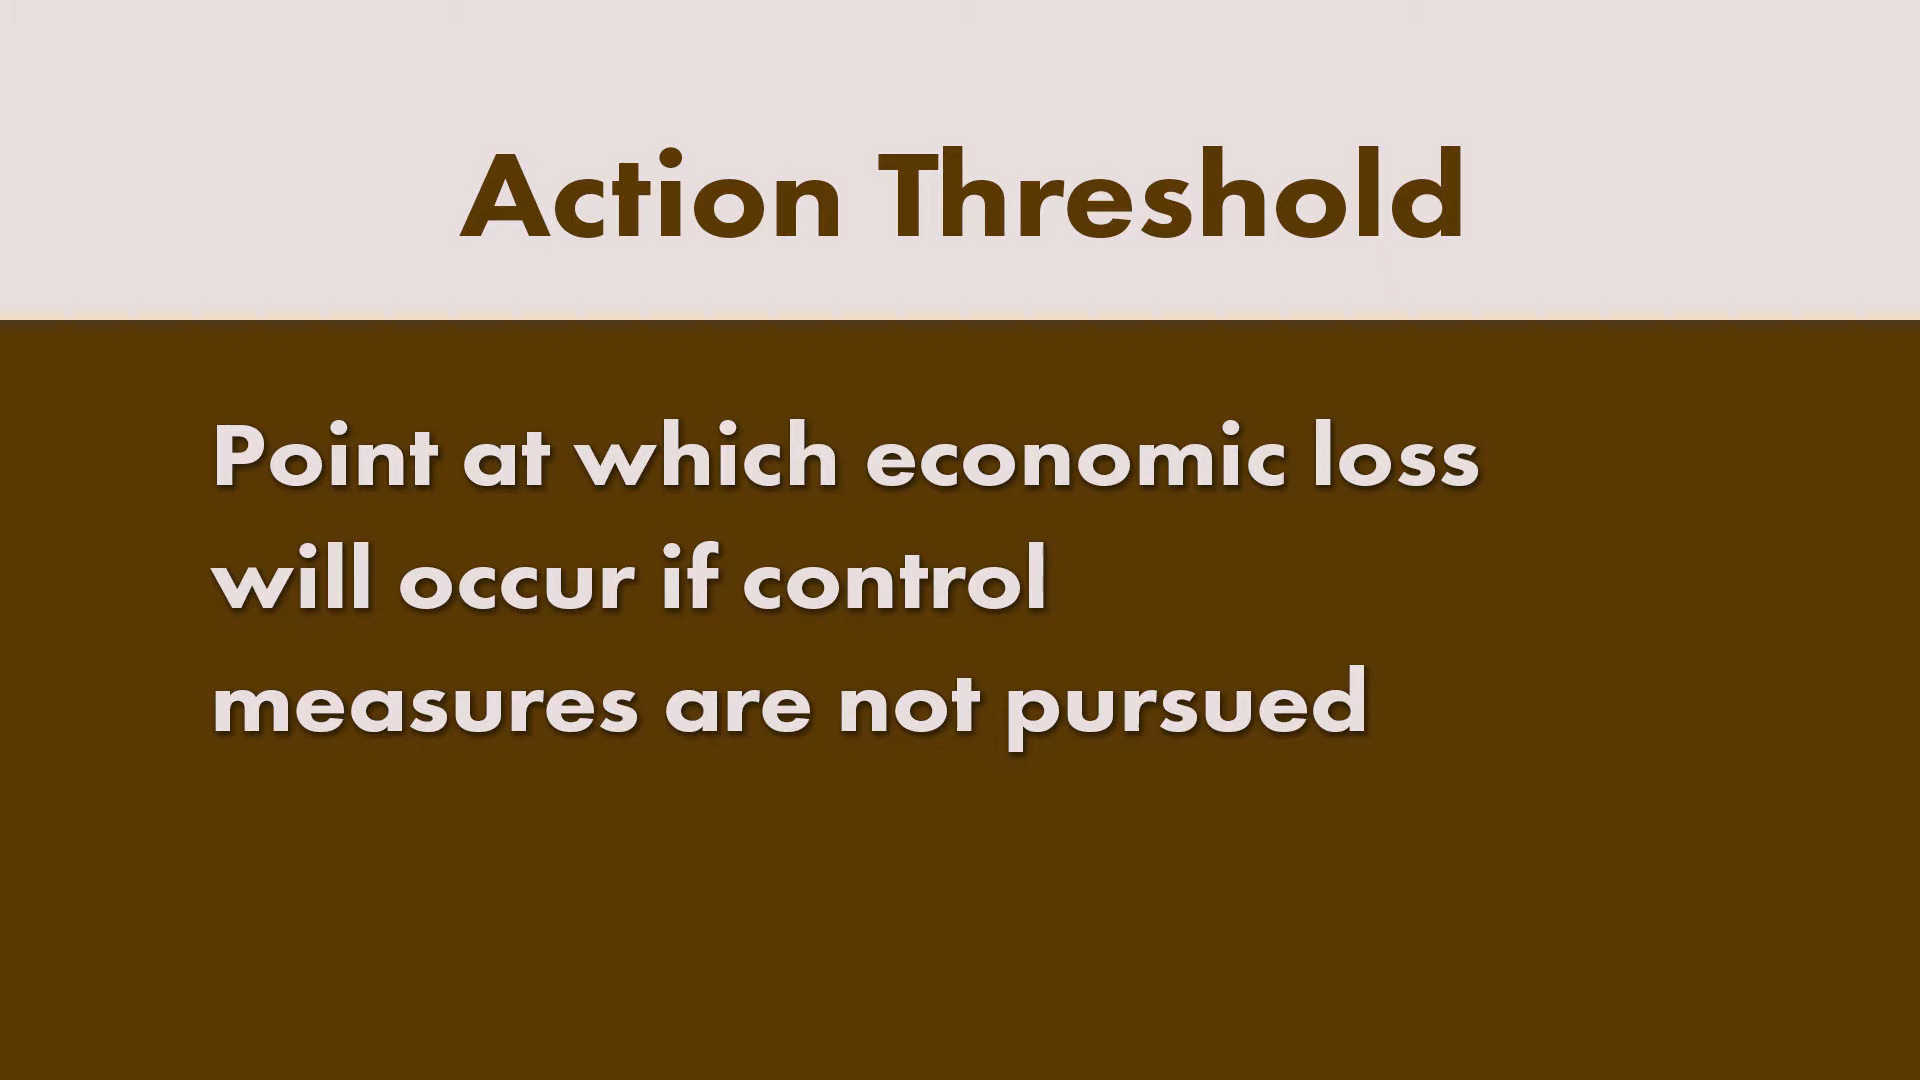 Action Threshold
Point at which economic loss
will occur if control
measures are not pursued